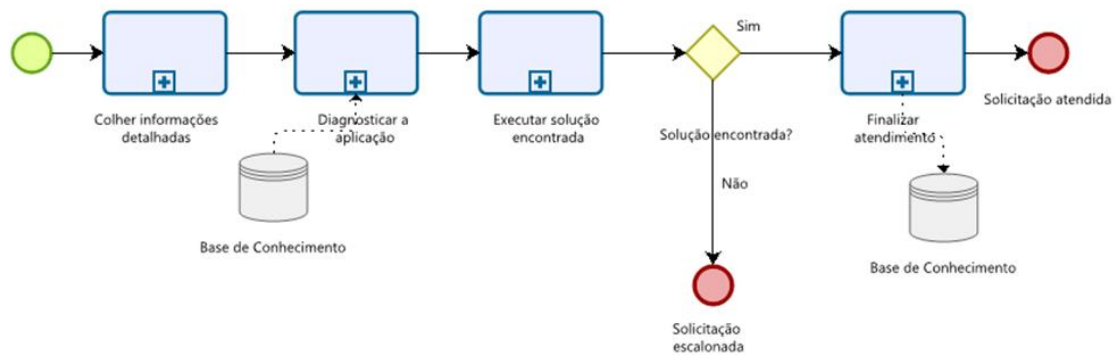 Sim
Colher informações
detalhadas
Diagnosticar a
aplicação
Executar solução
encontrada
Solução encontrada?
Finalizar
atendimento
Solicitação atendida
Não
Base de Conhecimento
Base de Conhecimento
Solicitação
escalonada